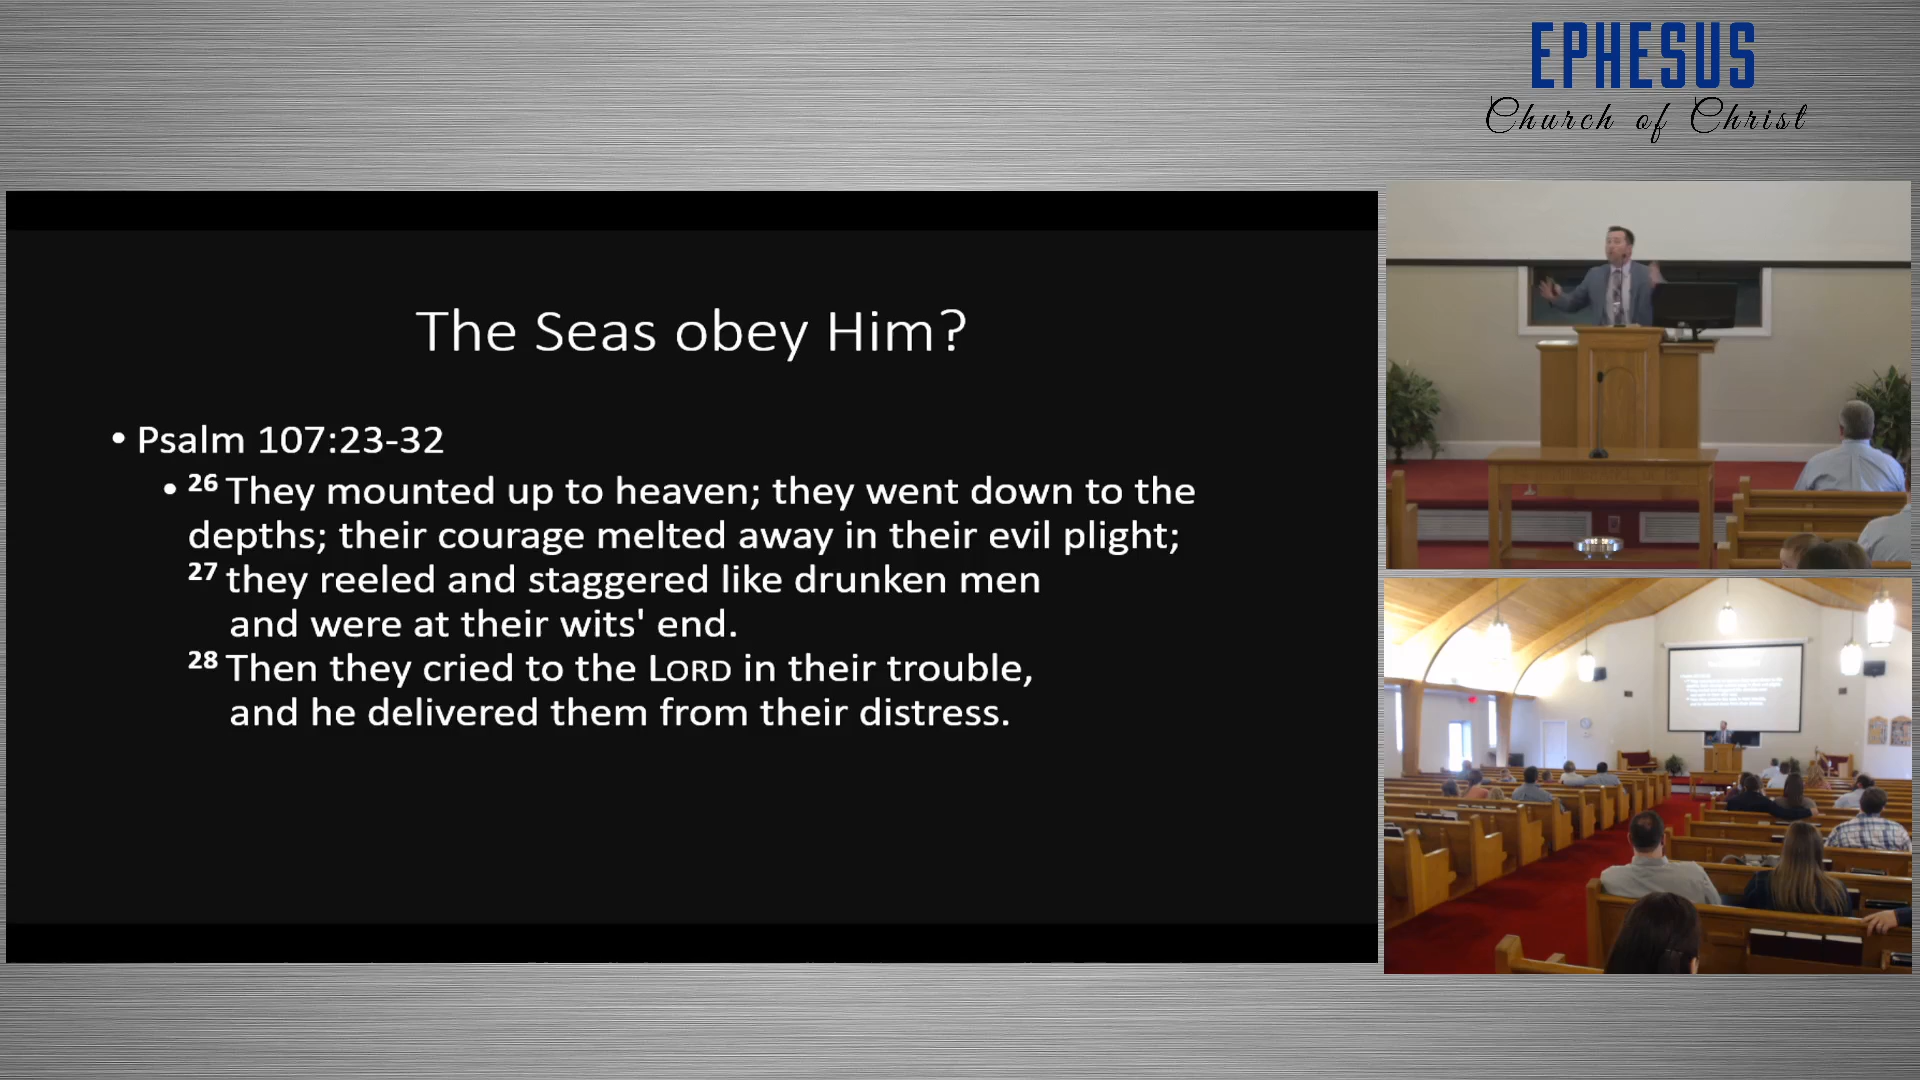 EPHESUS
Church of Christ
The Seas obey Him?
• Psalm 107:23-32
• 26 They mounted up to heaven; they went down to the
depths; their courage melted away in their evil plight;
27 they reeled and staggered like drunken men
and were at their wits' end.
28 Then they cried to the LORD in their trouble,
and he delivered them from their distress.